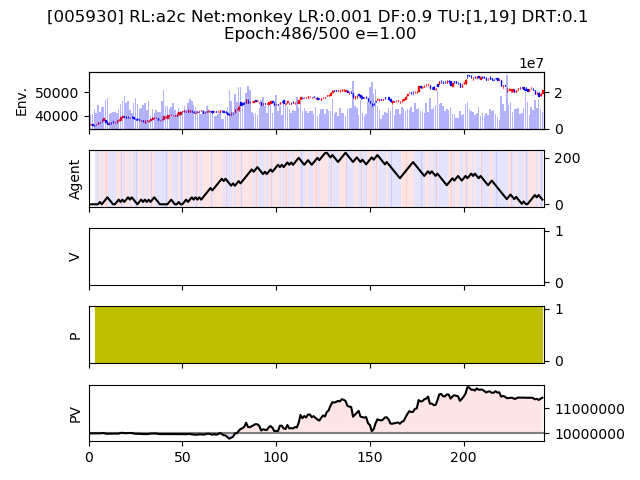 [005930] RL:a2c Net:monkey LR:0.001 DF:0.9 TU:[1,19] DRT:0.1
Epoch:486/500 e=1.00
1e7
Env.
50000
40000
2
0
Agent
200
0
V
1
0
P
1
0
PV
11000000
10000000
0
50
100
150
200